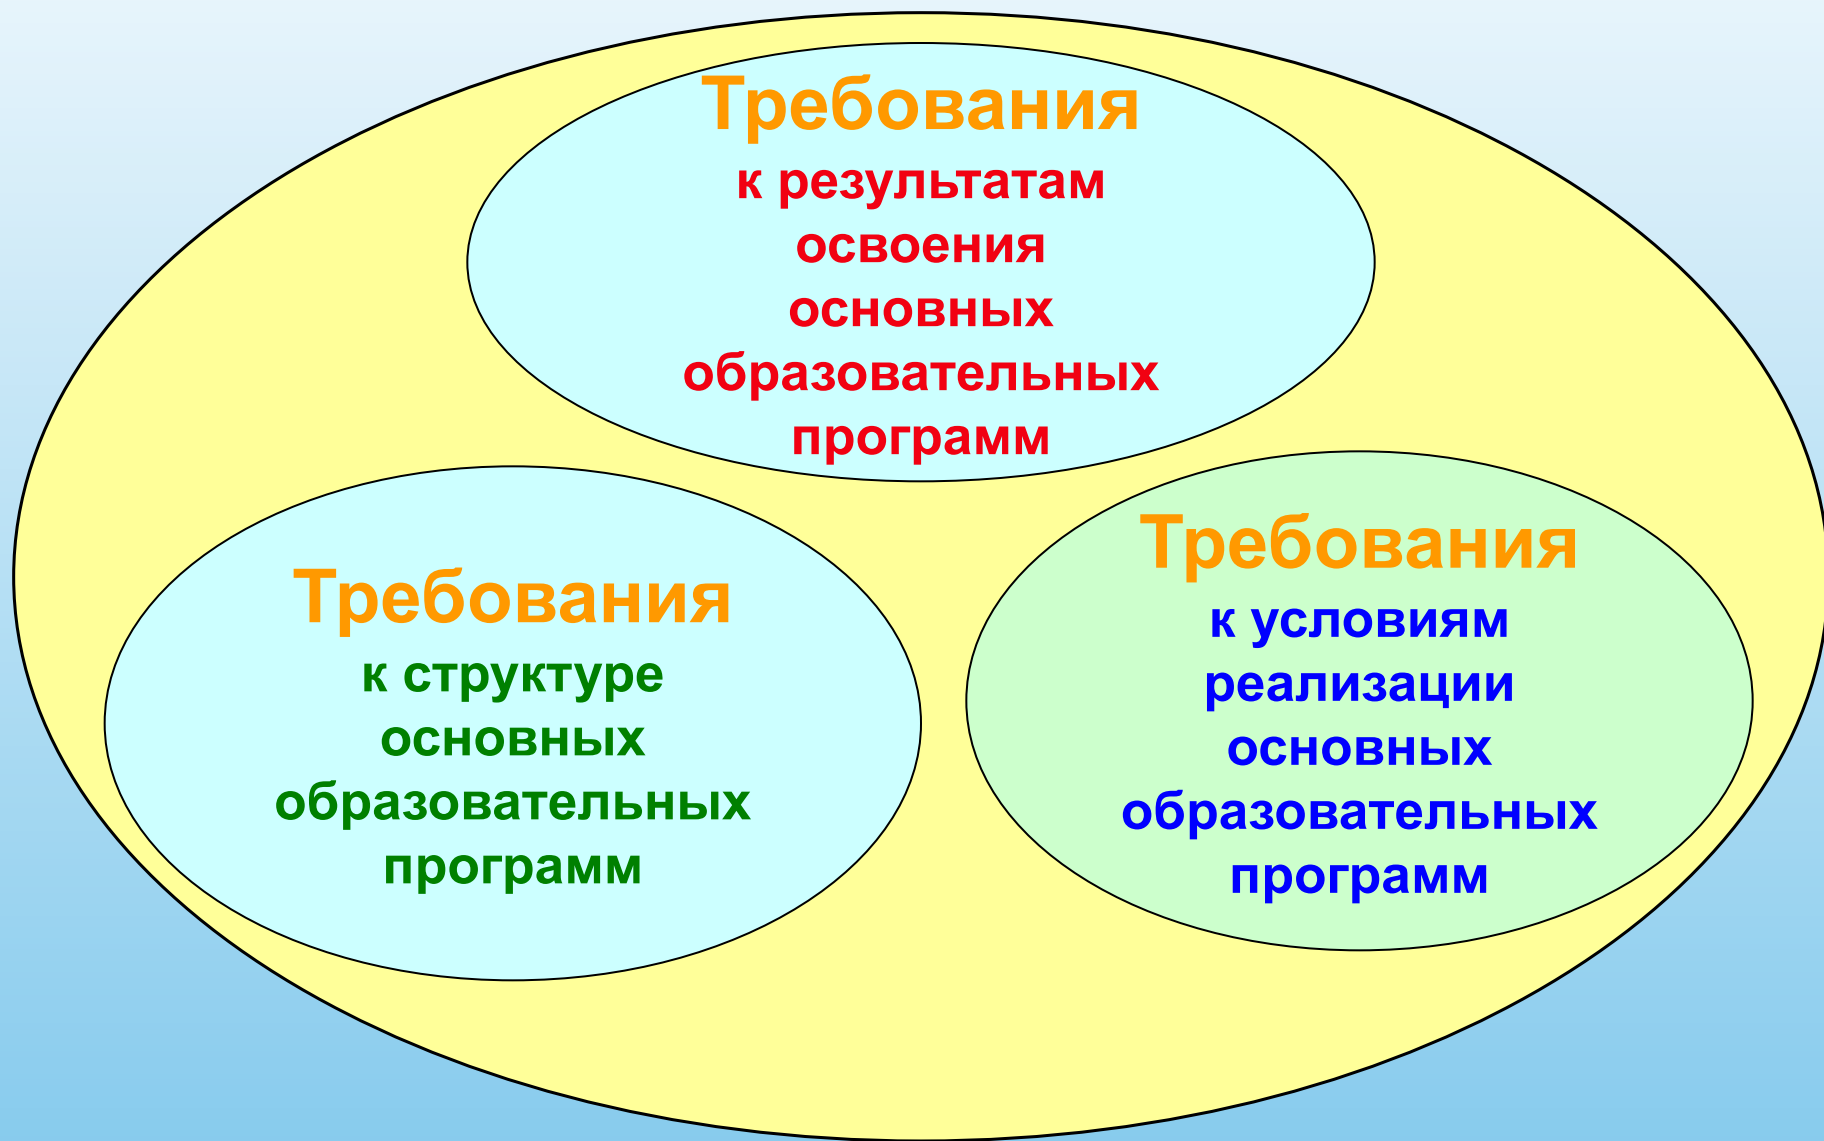 Требования
к результатам
освоения
основных
образовательных
программ
Требования
к структуре
основных
образовательных
программ
Требования
к условиям
реализации
основных
образовательных
программ